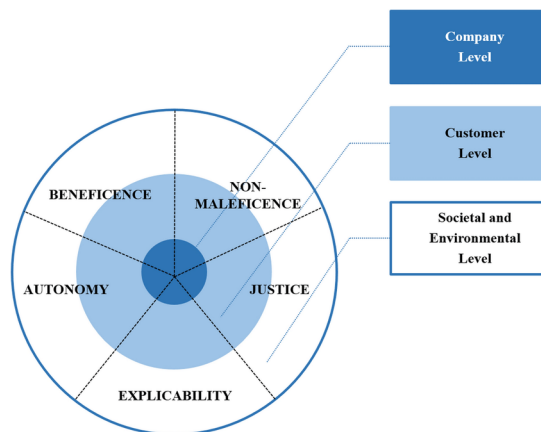 Company
Level
Customer
Level
Societal and
Environmental
Level
BENEFICENCE
NON-
MALEFICENCE
AUTONOMY
JUSTICE
EXPLICABILITY